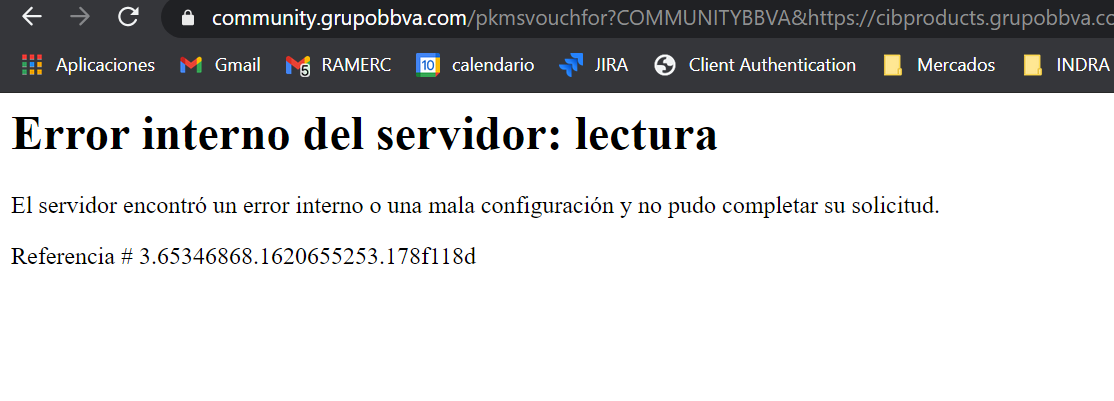 community.grupobbva.com/pkmsvouchfor?COMMUNITYBBVA&https://cibproducts.grupobbva.co
Aplicaciones Gmail 5 RAMERC 10 calendario JIRA Client Authentication Mercados INDRA
Error interno del servidor: lectura
El servidor encontró un error interno o una mala configuración y no pudo completar su solicitud.
Referencia # 3.65346868.1620655253.178f118d